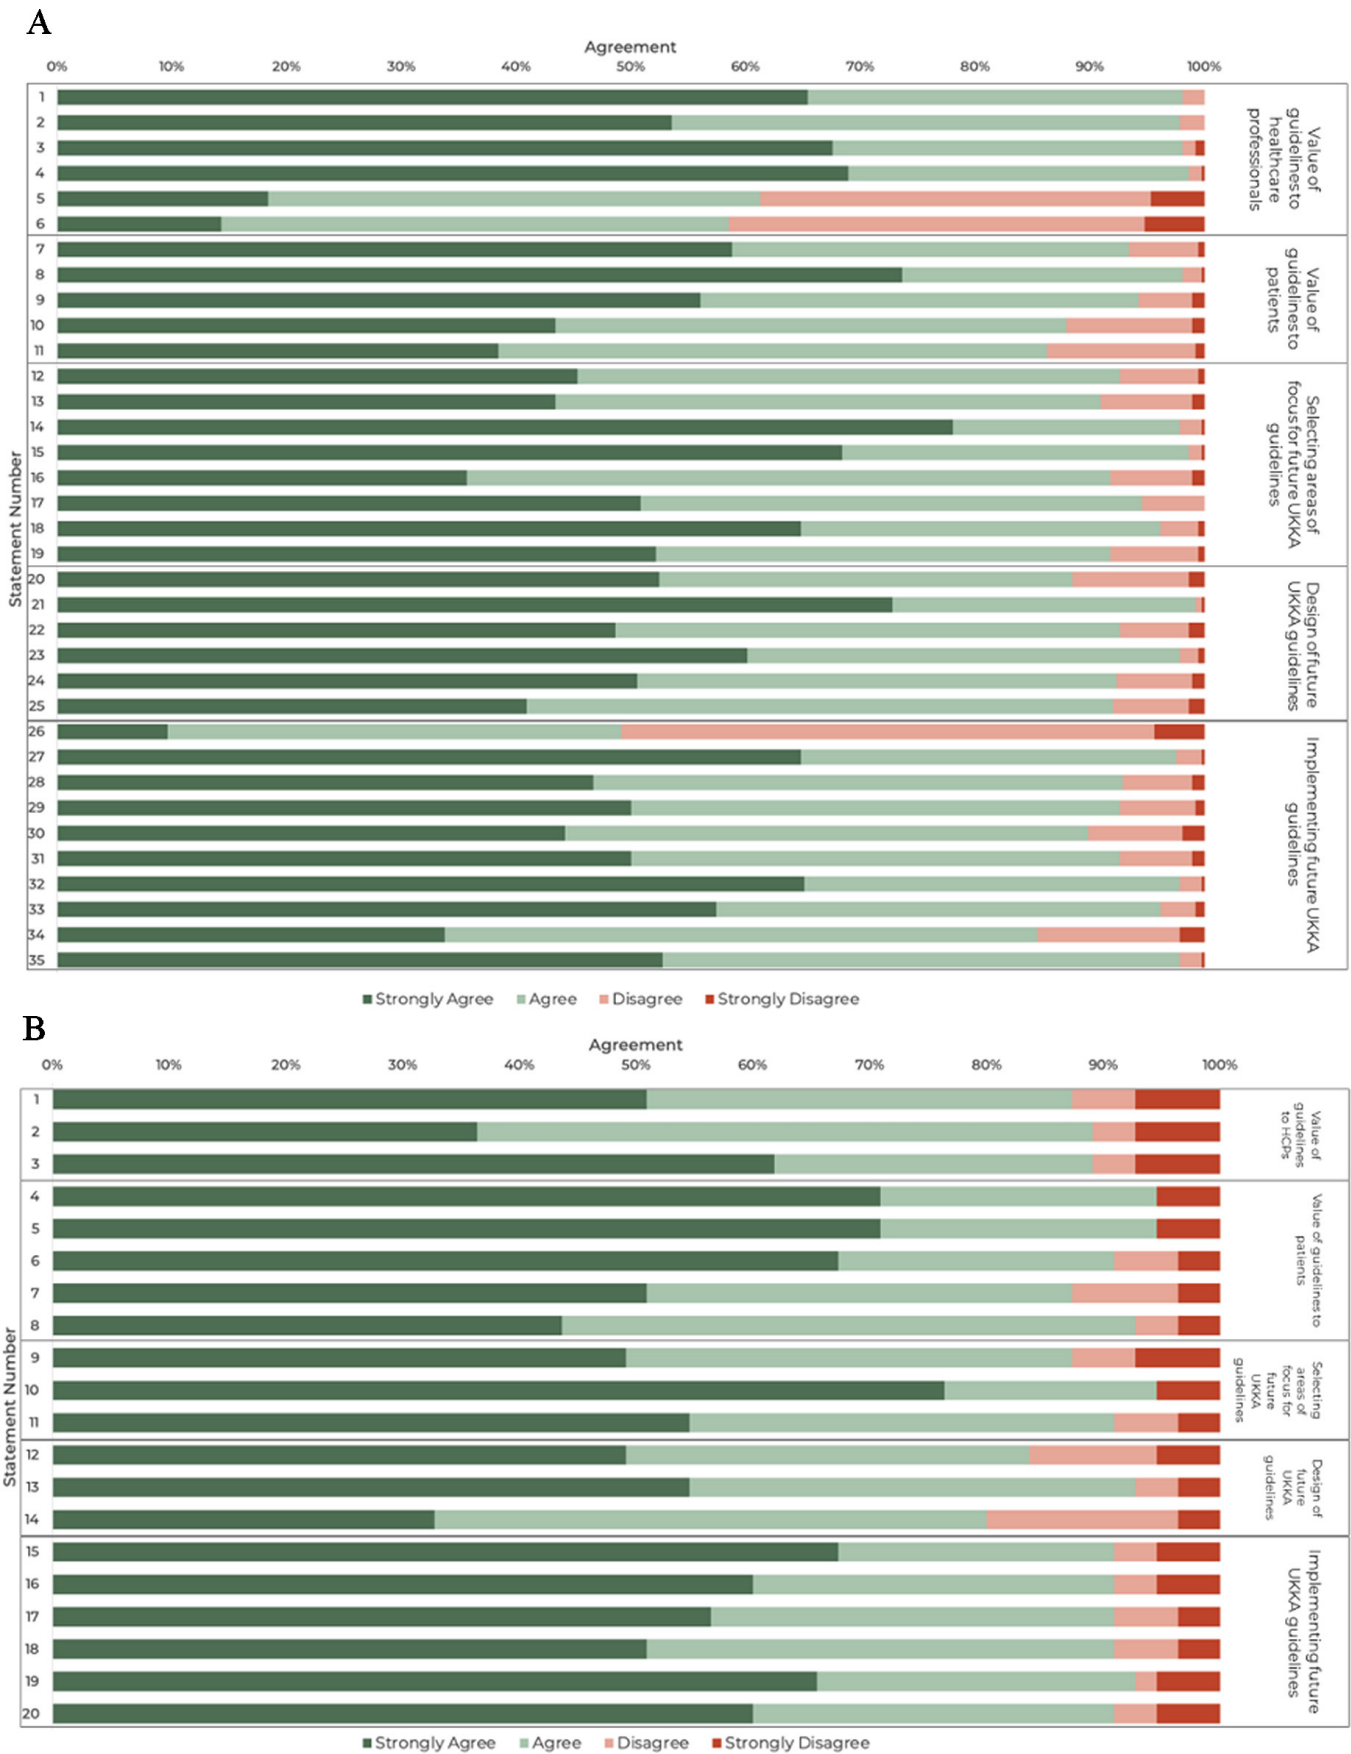 A
Agreement
0% 10% 20% 30% 40% 50% 60% 70% 80% 90% 100%
Statement Number
1
2
3
4
5
6
Value of
guidelines to
healthcare
professionals
7
8
9
10
11
Value of
guidelines to
patients
12
13
14
15
16
17
18
19
Selecting areas of
focus for future UKKA
guidelines
20
21
22
23
24
25
Design of future
UKKA guidelines
26
27
28
29
30
31
32
33
34
35
Implementing future UKKA
guidelines
Strongly Agree Agree Disagree Strongly Disagree
B
Agreement
0% 10% 20% 30% 40% 50% 60% 70% 80% 90% 100%
Statement Number
1
2
3
Value of
guidelines
to HCPs
4
5
6
7
8
Value of guidelines to
patients
9
10
11
Selecting
areas of
focus for
future
UKKA
guidelines
12
13
14
Design of
future
UKKA
guidelines
15
16
17
18
19
20
Implementing future
UKKA guidelines
Strongly Agree Agree Disagree Strongly Disagree